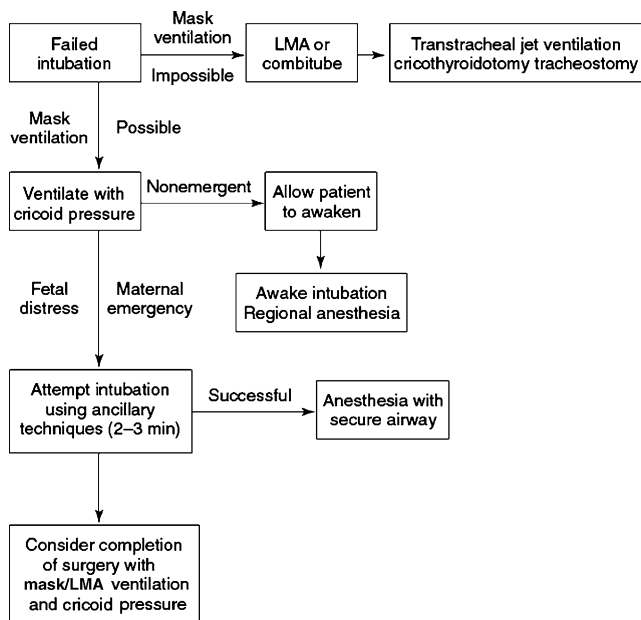 Failed
intubation
Mask
ventilation
Impossible
LMA or
combitube
Transtracheal jet ventilation
cricothyroidotomy tracheostomy
Mask
ventilation
Possible
Ventilate with
cricoid pressure
Nonemergent
Allow patient
to awaken
Awake intubation
Regional anesthesia
Fetal
distress
Maternal
emergency
Attempt intubation
using ancillary
techniques (2–3 min)
Successful
Anesthesia with
secure airway
Consider completion
of surgery with
mask/LMA ventilation
and cricoid pressure